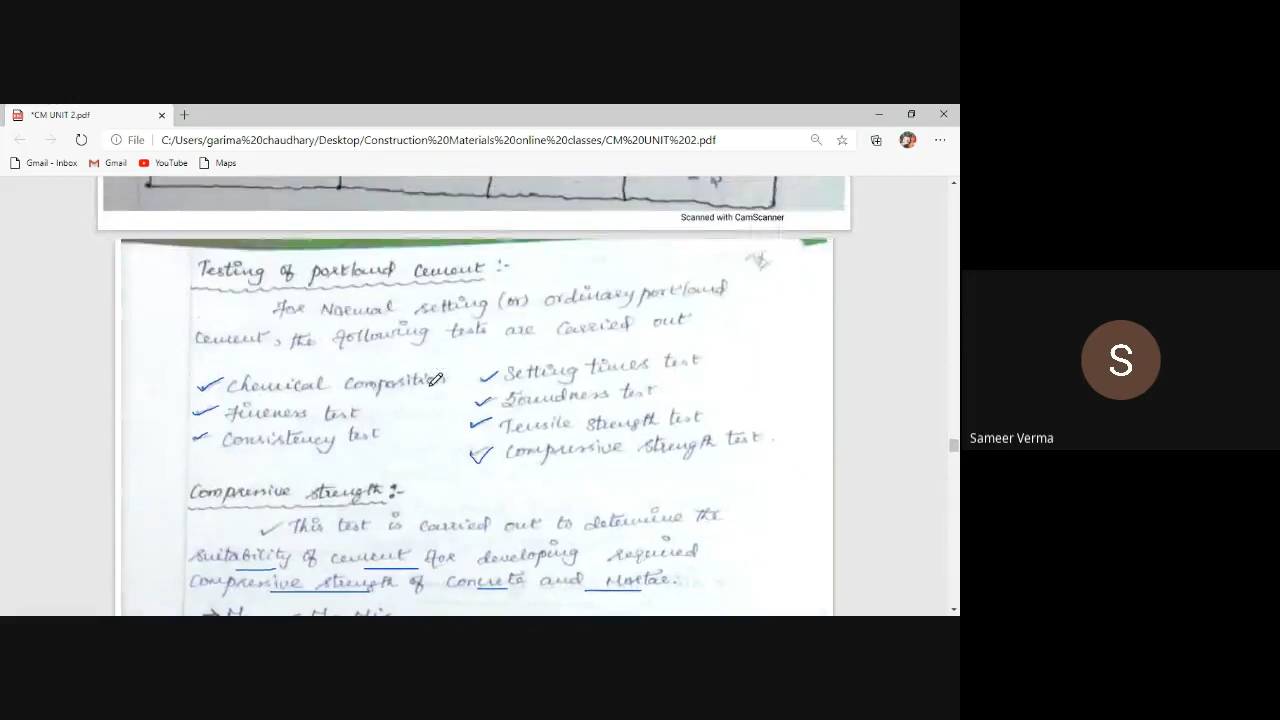 *CM UNIT 2.pdf
File | C:/Users/garima%20chaudhary/Desktop/Construction%20Materials%20online%20classes/CM%20UNIT%202.pdf
Gmail - Inbox Gmail YouTube Maps
Scanned with CamScanner
Testing of portland cement :-
For Normal setting (or) ordinary portland
cement, the following tests are carried out
Chemical Composition
Setting times test
Fineness test
Soundness test
Consistency test
Tensile strength test
Compressive strength test.
Compressive strength :-
This test is carried out to determine the
suitability of cement for developing required
compressive strength of concrete and Mortar.
S
Sameer Verma